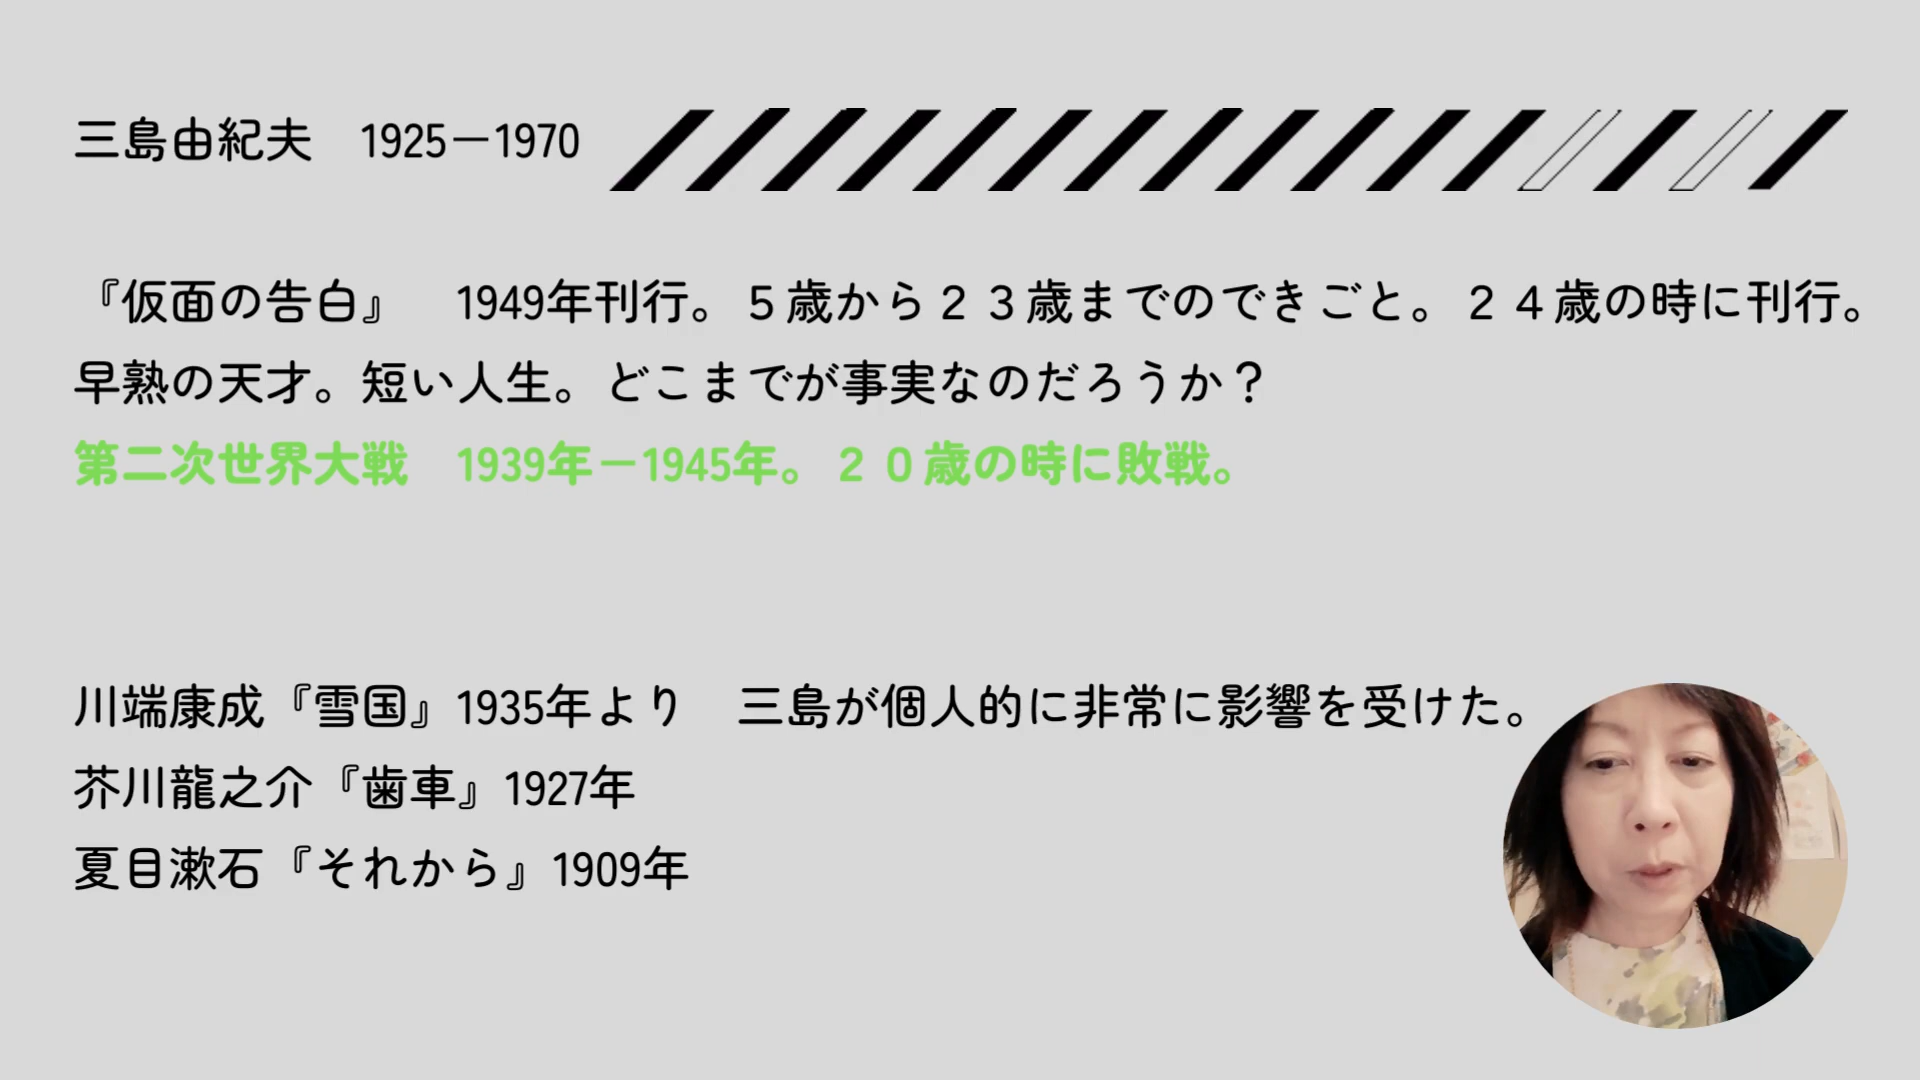 三島由紀夫　1925－1970
『仮面の告白』　1949年刊行。５歳から２３歳までのできごと。２４歳の時に刊行。
早熟の天才。短い人生。どこまでが事実なのだろうか？
第二次世界大戦　1939年－1945年。２０歳の時に敗戦。
川端康成『雪国』1935年より　三島が個人的に非常に影響を受けた。
芥川龍之介『歯車』1927年
夏目漱石『それから』1909年